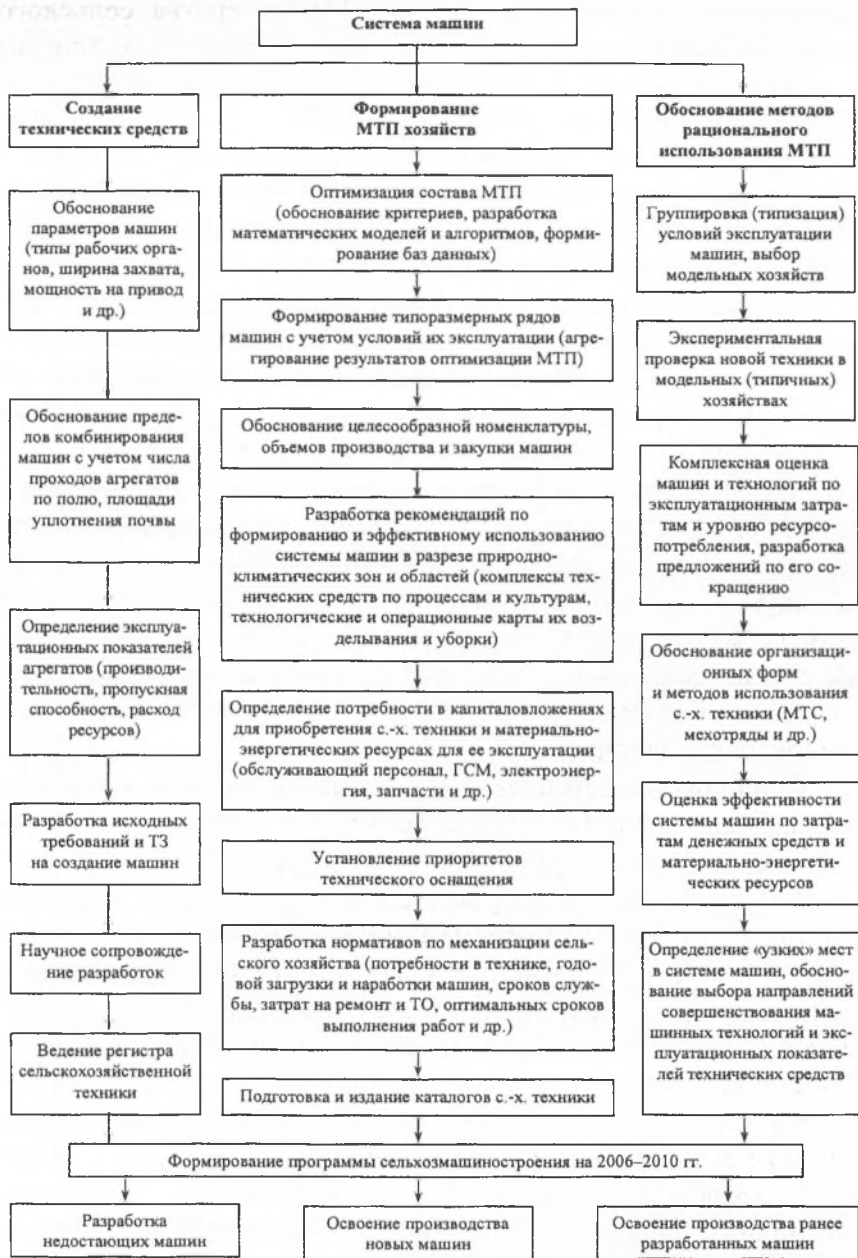 Система машин
Создание
технических средств
Обоснование
параметров машин
(типы рабочих орга-
нов, ширина захвата,
мощность на привод
и др.)
Обоснование преде-
лов комбинирования
машин с учетом числа
проходов агрегатов
по полю, площади
уплотнения почвы
Определение эксплуа-
тационных показателей
агрегатов (производи-
тельность, пропускная
способность, расход
ресурсов)
Разработка исходных
требований и ТЗ
на создание машин
Научное сопровожде-
ние разработок
Ведение регистра
сельскохозяйственной
техники
Формирование
МТП хозяйств
Оптимизация состава МТП
(обоснование критериев, разработка
математических моделей и алгоритмов, форми-
рование баз данных)
Формирование типоразмерных рядов
машин с учетом условий их эксплуатации (агре-
гирование результатов оптимизации МТП)
Обоснование целесообразной номенклатуры,
объемов производства и закупки машин
Разработка рекомендаций по
формированию и эффективному использованию
системы машин в разрезе природно-
климатических зон и областей (комплексы тех-
нических средств по процессам и культурам,
технологические и операционные карты их воз-
делывания и уборки)
Определение потребности в капиталовложениях
для приобретения с.-х. техники и материально-
энергетических ресурсах для ее эксплуатации
(обслуживающий персонал, ГСМ, электроэнер-
гия, запчасти и др.)
Установление приоритетов
технического оснащения
Разработка нормативов по механизации сель-
ского хозяйства (потребности в технике, годо-
вой загрузки и наработки машин, сроков служ-
бы, затрат на ремонт и ТО, оптимальных сроков
выполнения работ и др.)
Подготовка и издание каталогов с.-х. техники
Обоснование методов
рационального
использования МТП
Группировка (типизация)
условий эксплуатации
машин, выбор
модельных хозяйств
Экспериментальная
проверка новой техники в
модельных (типичных)
хозяйствах
Комплексная оценка
машин и технологий по
эксплуатационным затра-
там и уровню ресурсо-
потребления, разработка
предложений по его со-
кращению
Обоснование организаци-
онных форм
и методов использования
с.-х. техники (МТС,
мехотряды и др.)
Оценка эффективности
системы машин по затра-
там денежных средств и
материально-энергети-
ческих ресурсов
Определение «узких» мест
в системе машин, обосно-
вание выбора направлений
совершенствования ма-
шинных технологий и экс-
плуатационных показате-
лей технических средств
Формирование программы сельхозмашиностроения на 2006–2010 гг.
Разработка
недостающих машин
Освоение производства
новых машин
Освоение производства ранее
разработанных машин